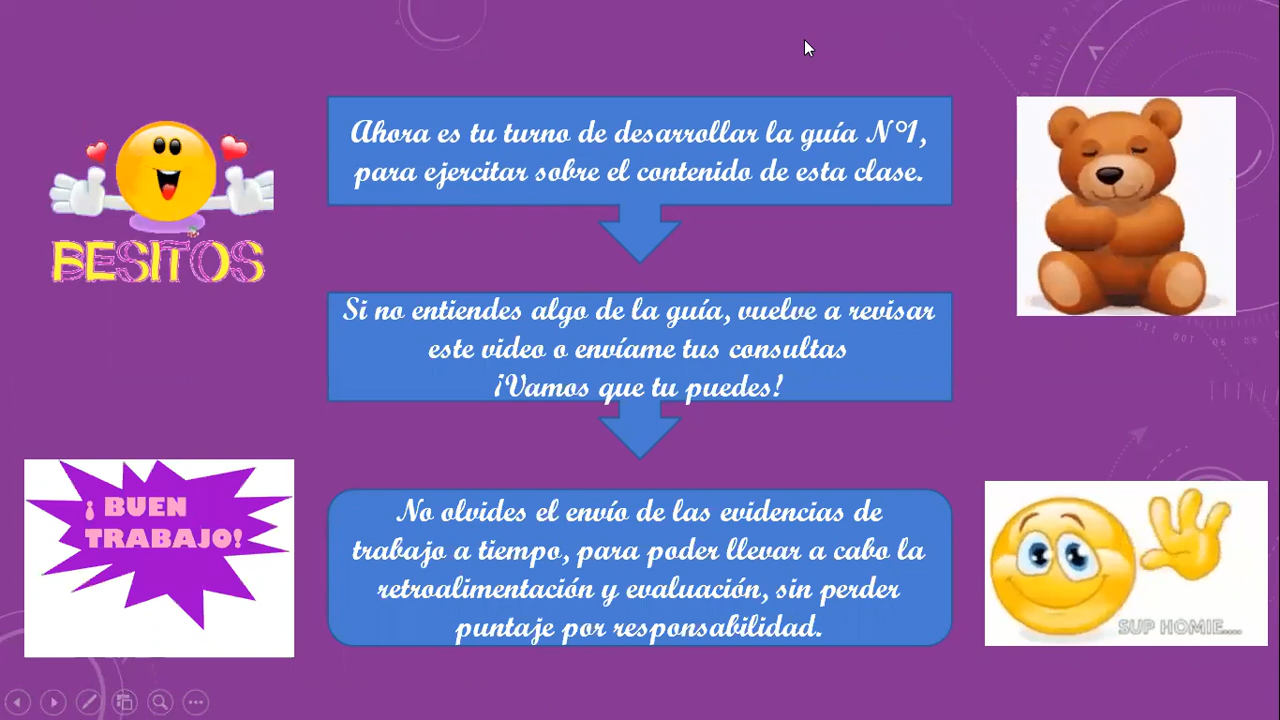 Ahora es tu turno de desarrollar la guía N°1,
para ejercitar sobre el contenido de esta clase.
BESITOS
Si no entiendes algo de la guía, vuelve a revisar
este video o envíame tus consultas
¡Vamos que tu puedes!
¡ BUEN
TRABAJO!
No olvides el envío de las evidencias de
trabajo a tiempo, para poder llevar a cabo la
retroalimentación y evaluación, sin perder
puntaje por responsabilidad.
SUP HOMIE....